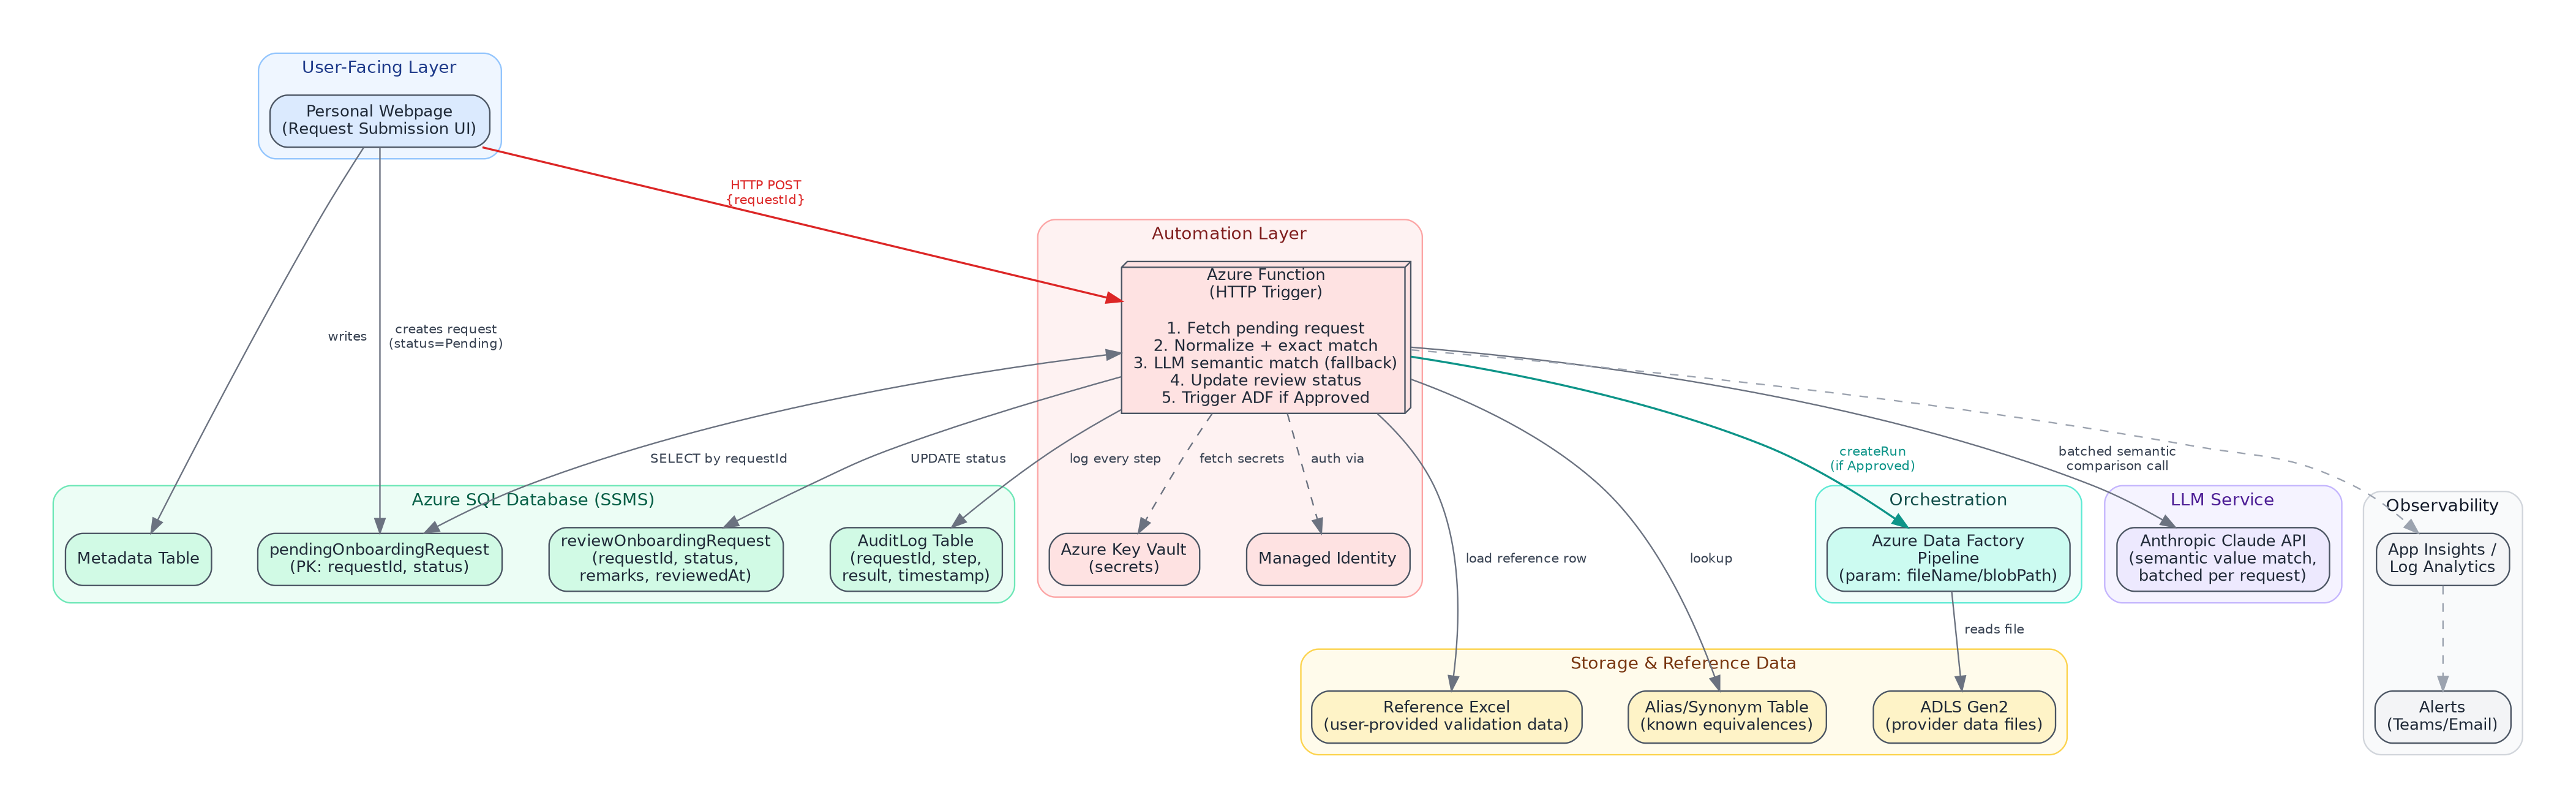 User-Facing Layer
Personal Webpage
(Request Submission UI)
HTTP POST
{requestId}
Automation Layer
Azure Function
(HTTP Trigger)
1. Fetch pending request
2. Normalize + exact match
3. LLM semantic match (fallback)
4. Update review status
5. Trigger ADF if Approved
writes
creates request
(status=Pending)
SELECT by requestId
UPDATE status
log every step
fetch secrets
auth via
createRun
(if Approved)
batched semantic
comparison call
Azure SQL Database (SSMS)
Metadata Table
pendingOnboardingRequest
(PK: requestId, status)
reviewOnboardingRequest
(requestId, status,
remarks, reviewedAt)
AuditLog Table
(requestId, step,
result, timestamp)
Azure Key Vault
(secrets)
Managed Identity
load reference row
lookup
Orchestration
Azure Data Factory
Pipeline
(param: fileName/blobPath)
LLM Service
Anthropic Claude API
(semantic value match,
batched per request)
Observability
App Insights /
Log Analytics
reads file
Storage & Reference Data
Reference Excel
(user-provided validation data)
Alias/Synonym Table
(known equivalences)
ADLS Gen2
(provider data files)
Alerts
(Teams/Email)